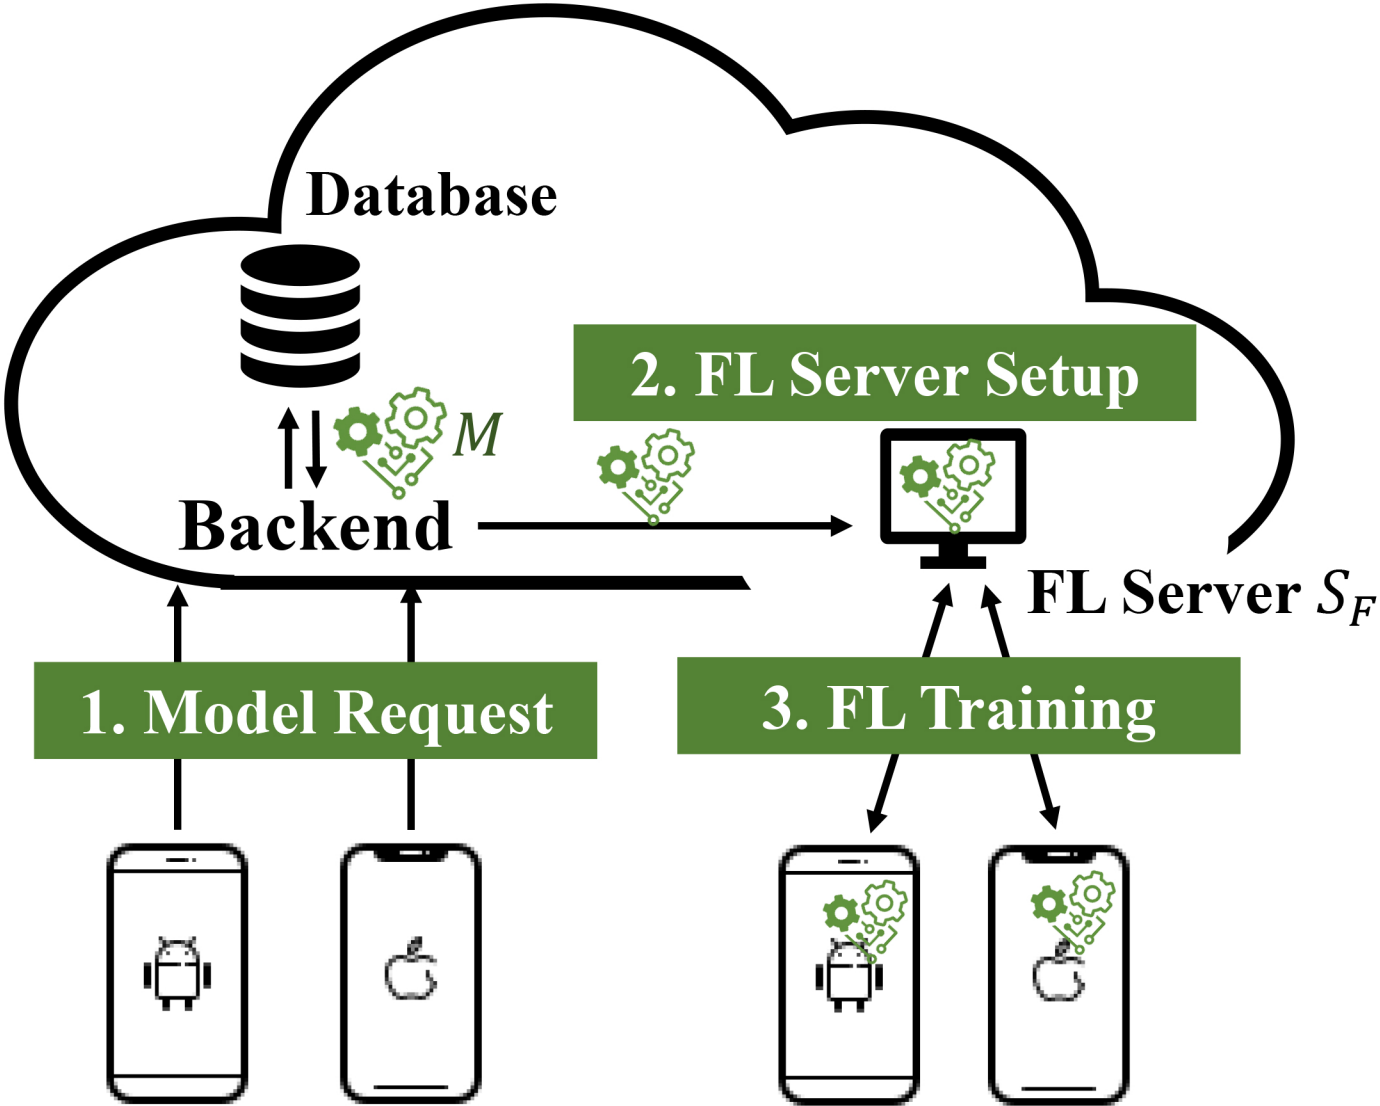 Database
2. FL Server Setup
M
Backend
FL Server S_F
1. Model Request
3. FL Training